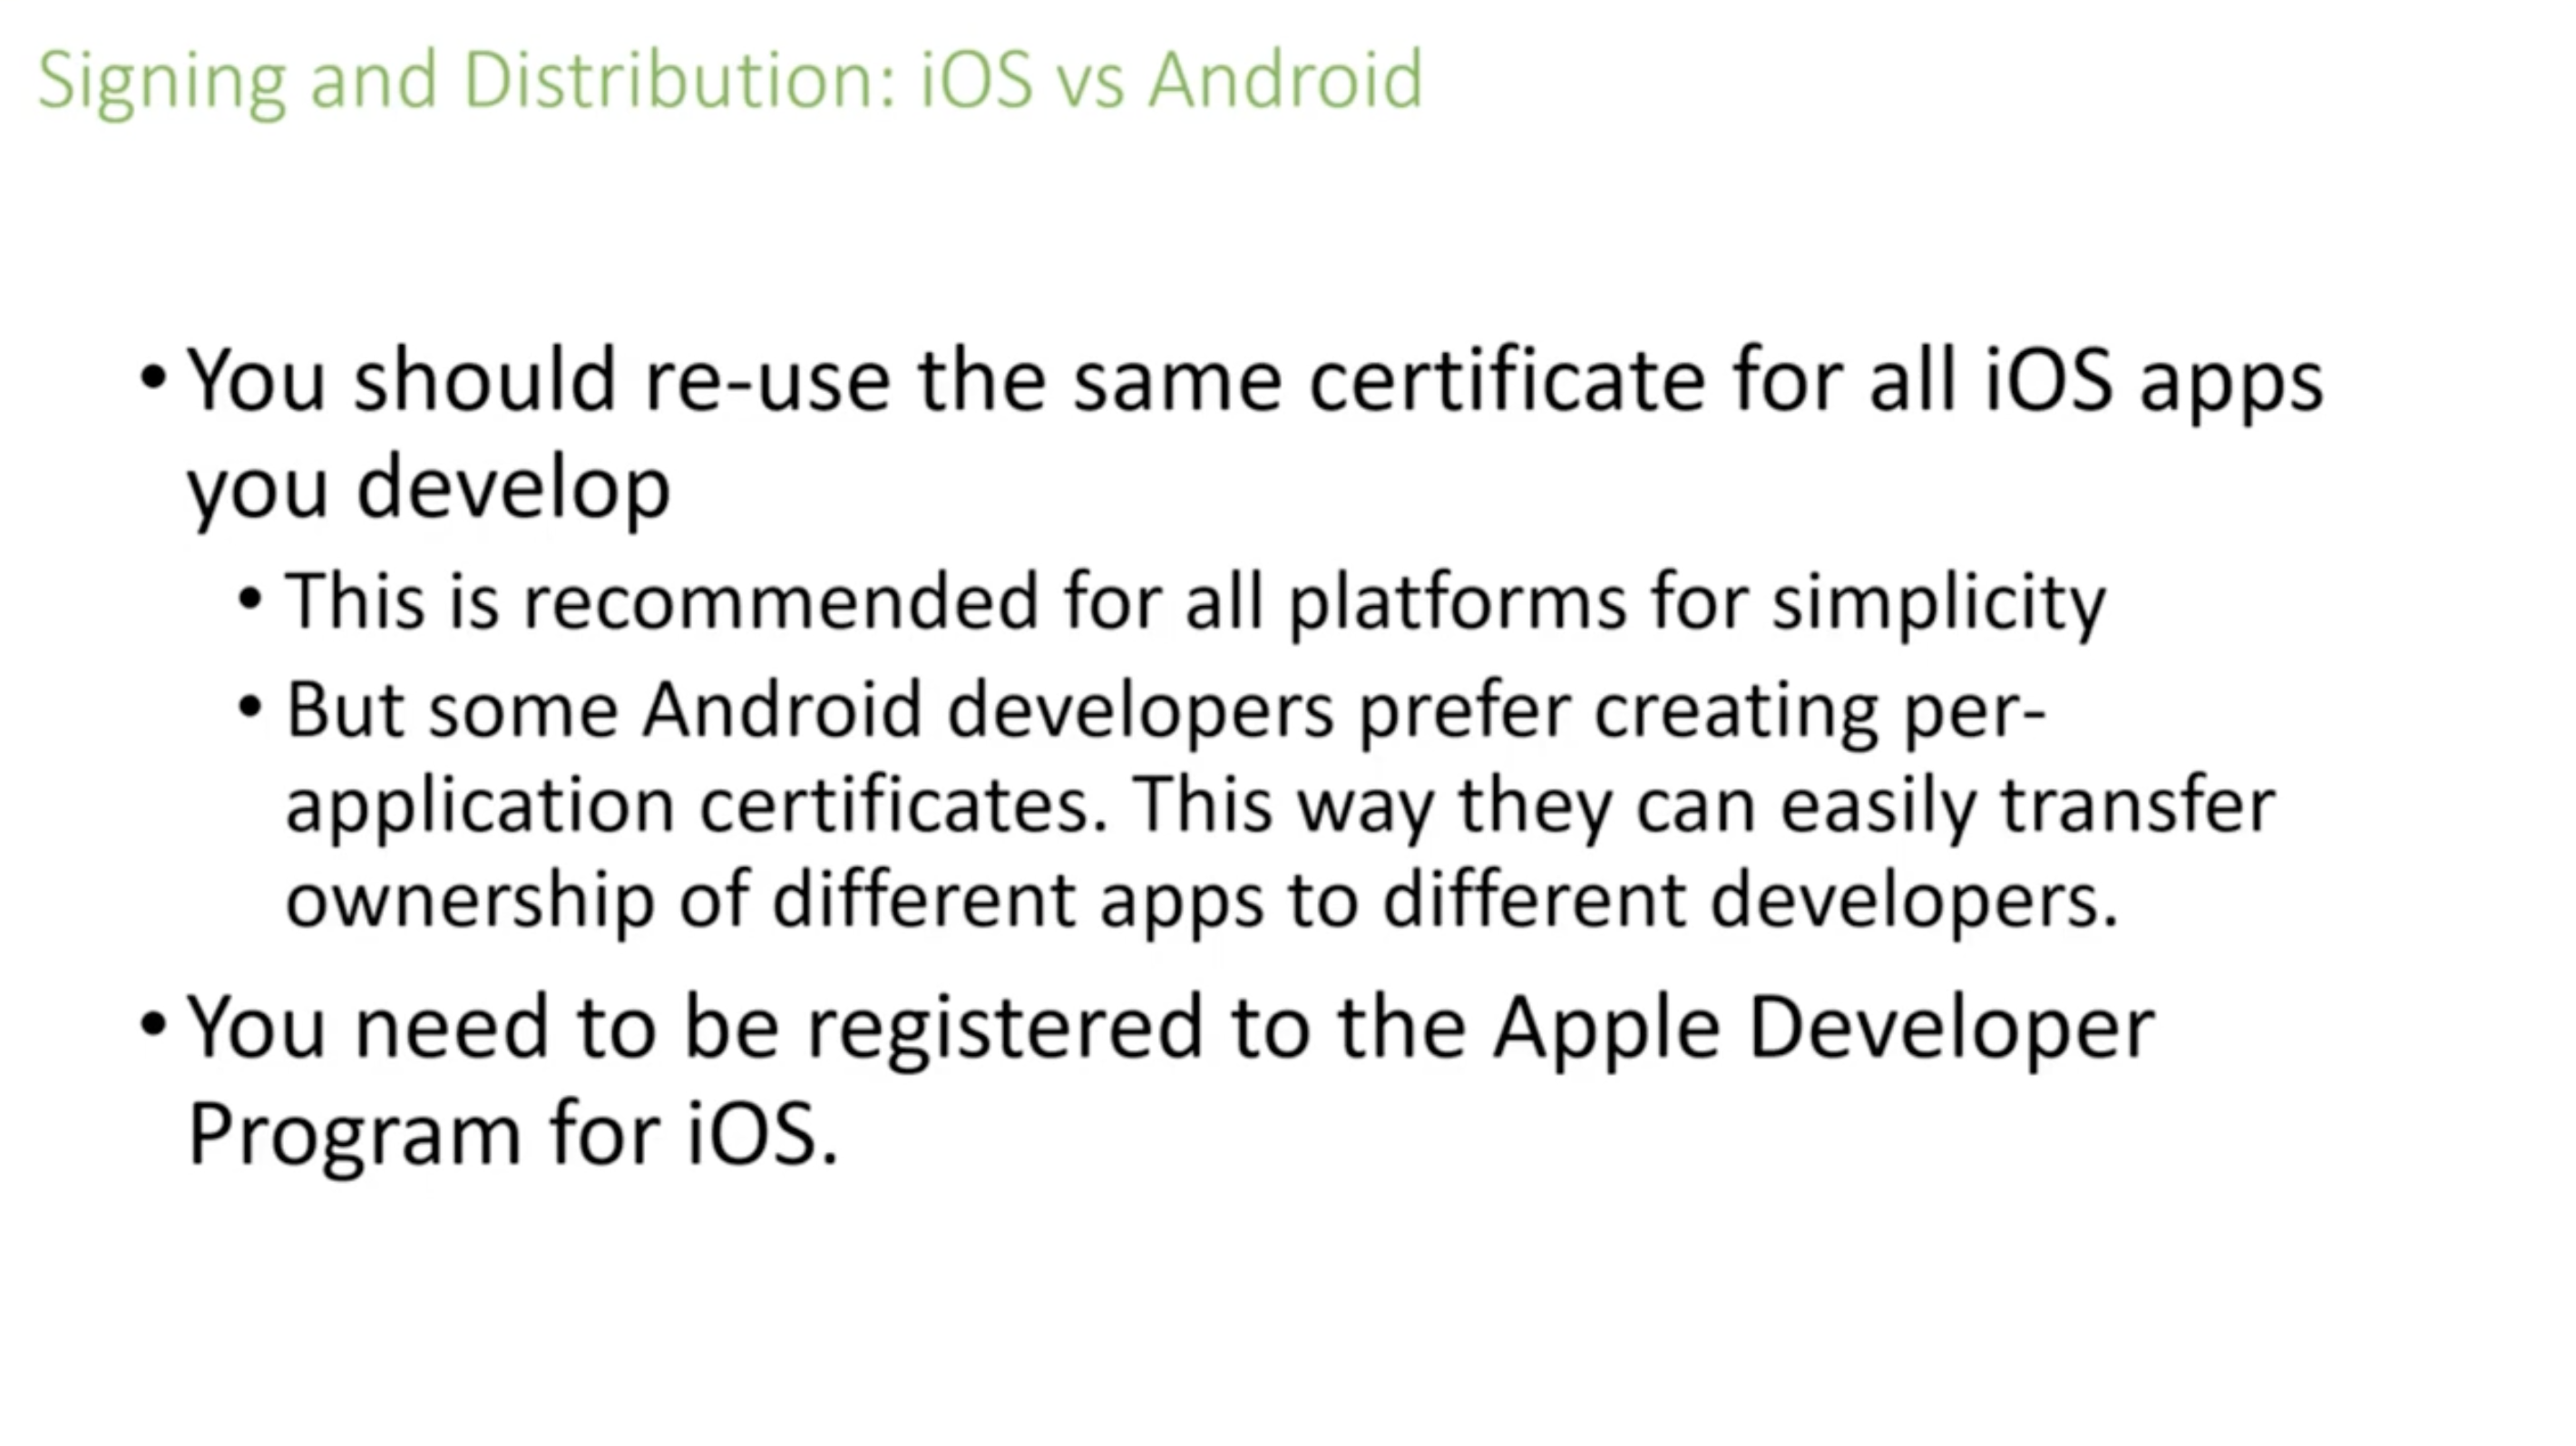 Signing and Distribution: iOS vs Android
• You should re-use the same certificate for all iOS apps
you develop
• This is recommended for all platforms for simplicity
• But some Android developers prefer creating per-
application certificates. This way they can easily transfer
ownership of different apps to different developers.
• You need to be registered to the Apple Developer
Program for iOS.